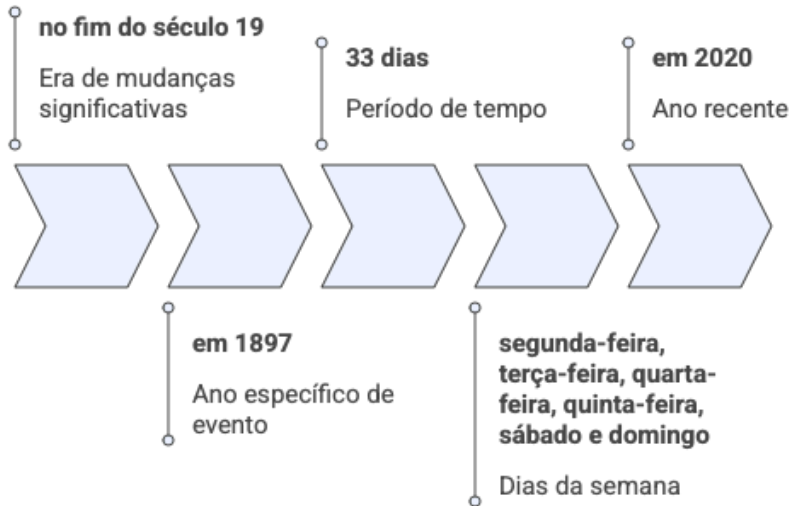 no fim do século 19
Era de mudanças
significativas
33 dias
Período de tempo
em 2020
Ano recente
em 1897
Ano específico de
evento
segunda-feira,
terça-feira, quarta-
feira, quinta-feira,
sábado e domingo
Dias da semana